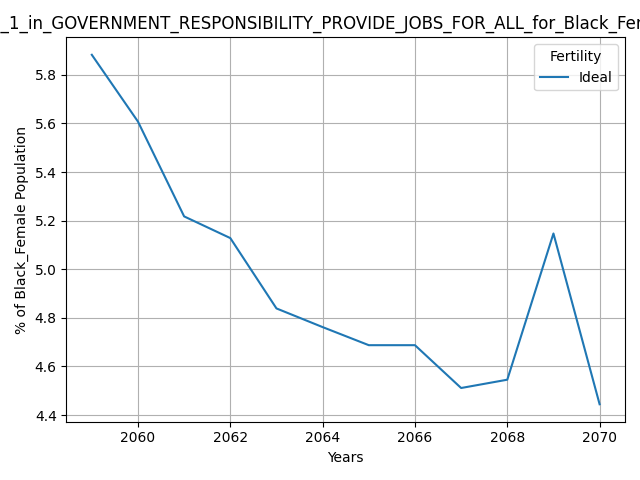 _1_in_GOVERNMENT_RESPONSIBILITY_PROVIDE_JOBS_FOR_ALL_for_Black_Fe
Fertility
Ideal
% of Black_Female Population
5.8
5.6
5.4
5.2
5.0
4.8
4.6
4.4
2060 2062 2064 2066 2068 2070
Years